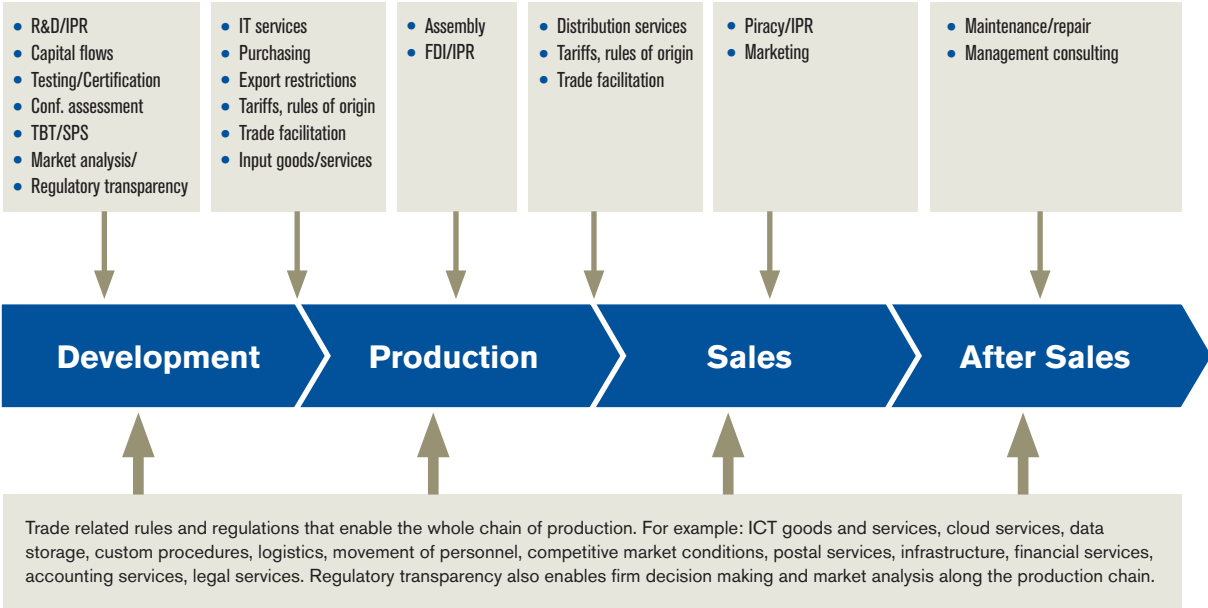 R&D/IPR
Capital flows
Testing/Certification
Conf. assessment
TBT/SPS
Market analysis/
Regulatory transparency
IT services
Purchasing
Export restrictions
Tariffs, rules of origin
Trade facilitation
Input goods/services
Assembly
FDI/IPR
Distribution services
Tariffs, rules of origin
Trade facilitation
Piracy/IPR
Marketing
Maintenance/repair
Management consulting
Development
Production
Sales
After Sales
Trade related rules and regulations that enable the whole chain of production. For example: ICT goods and services, cloud services, data
storage, custom procedures, logistics, movement of personnel, competitive market conditions, postal services, infrastructure, financial services,
accounting services, legal services. Regulatory transparency also enables firm decision making and market analysis along the production chain.